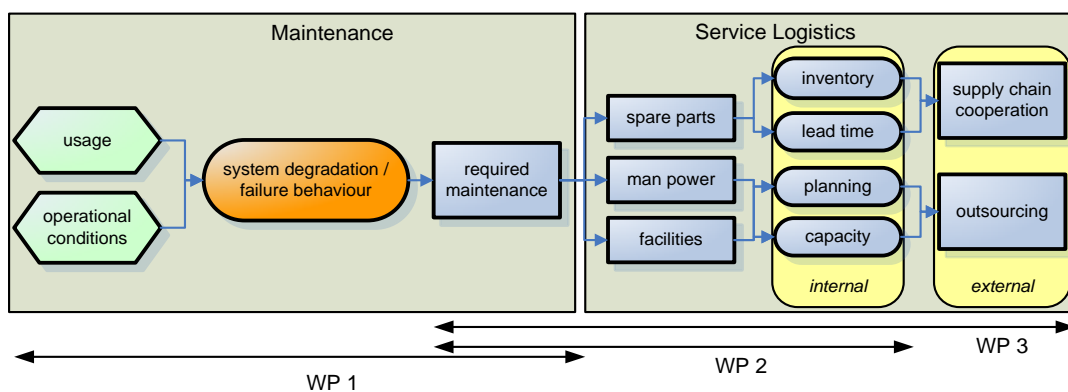 Maintenance
Service Logistics
usage
operational
conditions
system degradation /
failure behaviour
required
maintenance
spare parts
man power
facilities
inventory
lead time
planning
capacity
internal
supply chain
cooperation
outsourcing
external
WP 1
WP 2
WP 3